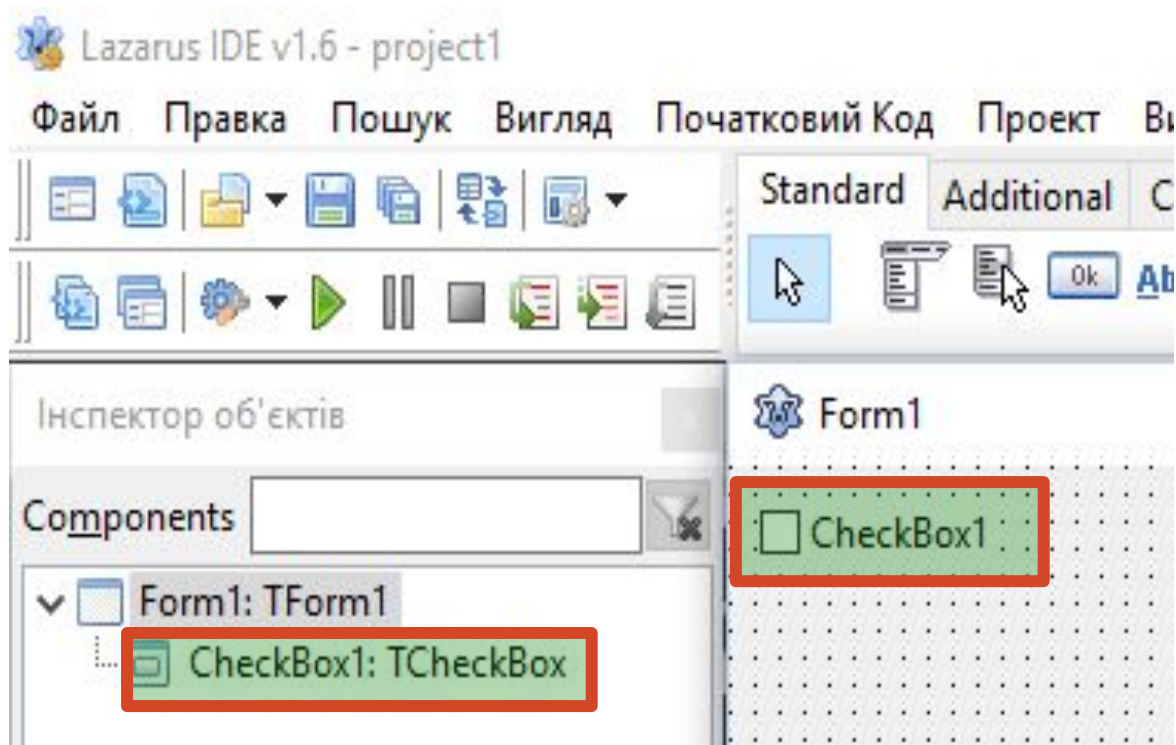 Lazarus IDE v1.6 - project1
Файл Правка Пошук Вигляд Початковий Код Проект
Standard Additional
Ok
Інспектор об'єктів
Form1
Components
CheckBox1
Form1: TForm1
CheckBox1: TCheckBox